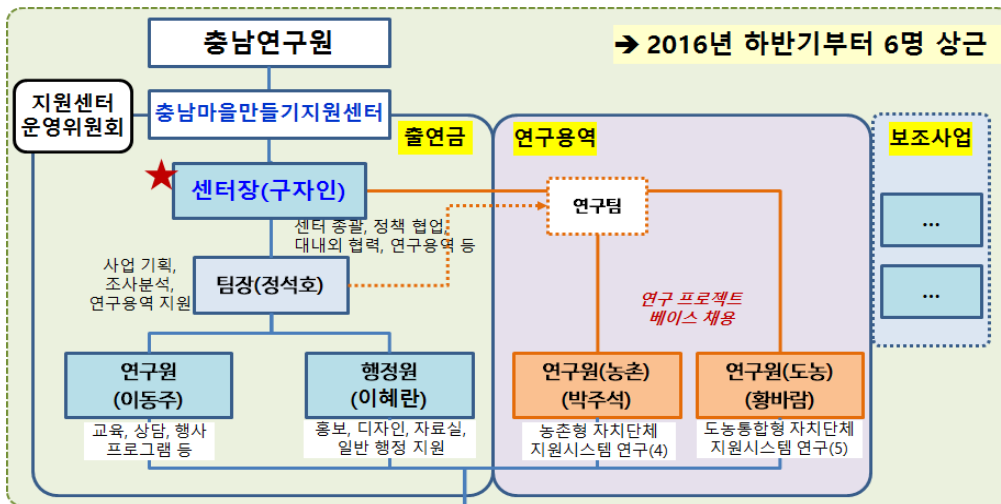 충남연구원
➔ 2016년 하반기부터 6명 상근
지원센터
운영위원회
충남마을만들기지원센터
출연금
연구용역
보조사업
센터장(구자인)
연구팀
센터 총괄, 정책 협업,
대내외 협력, 연구용역 등
...
사업 기획,
조사분석,
연구용역 지원
팀장(정석호)
...
연구 프로젝트
베이스 채용
연구원
(이동주)
행정원
(이혜란)
연구원(농촌)
(박주석)
연구원(도농)
(황바람)
교육, 상담, 행사
프로그램 등
홍보, 디자인, 자료실,
일반 행정 지원
농촌형 자치단체
지원시스템 연구(4)
도농통합형 자치단체
지원시스템 연구(5)